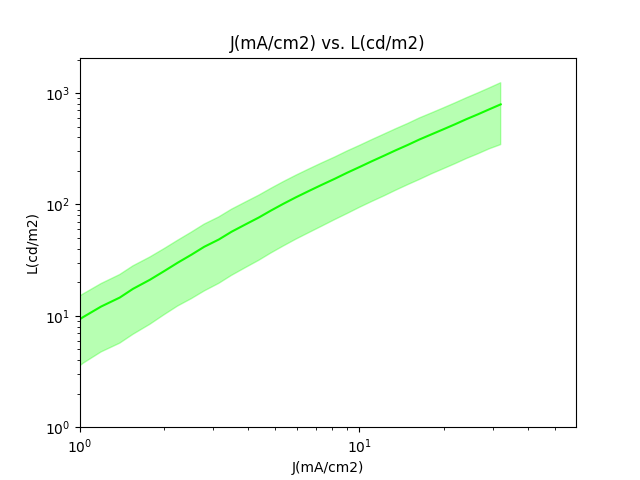 J(mA/cm2) vs. L(cd/m2)
L(cd/m2)
10³
10²
10¹
10⁰
10⁰ 10¹
J(mA/cm2)